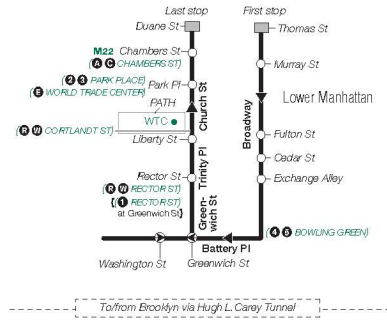 Last stop
First stop
Duane St
Thomas St
M22 Chambers St
(A C CHAMBERS ST)
Murray St
(2 3 PARK PLACE)
Park Pl
(E WORLD TRADE CENTER)
PATH
Church St
Lower Manhattan
Broadway
WTC
(R W CORTLANDT ST)
Liberty St
Fulton St
Cedar St
Trinity Pl
Rector St
Exchange Alley
(R W RECTOR ST)
{(1 RECTOR ST)
at Greenwich St}
Green-
wich St
(4 5 BOWLING GREEN)
Battery Pl
Washington St
Greenwich St
To/from Brooklyn via Hugh L. Carey Tunnel